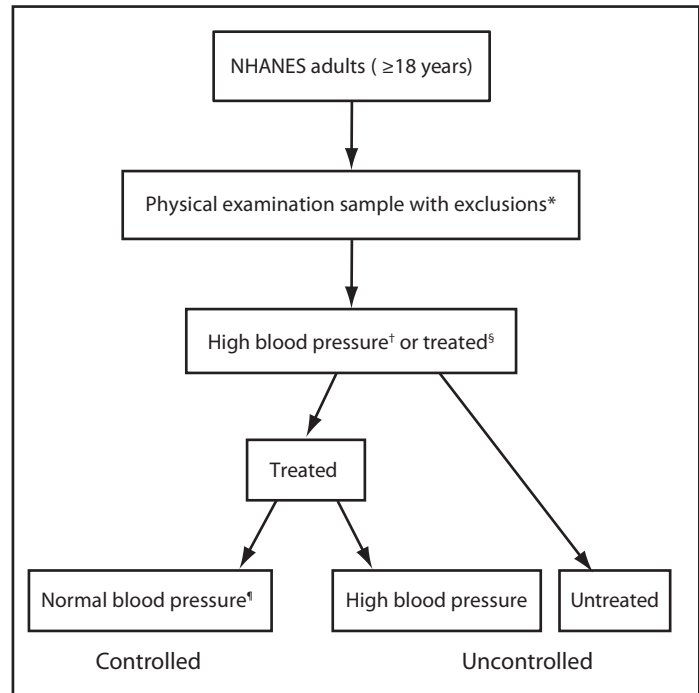 NHANES adults ( ≥18 years)
Physical examination sample with exclusions*
High blood pressure† or treated§
Treated
Normal blood pressure¶
High blood pressure
Untreated
Controlled
Uncontrolled